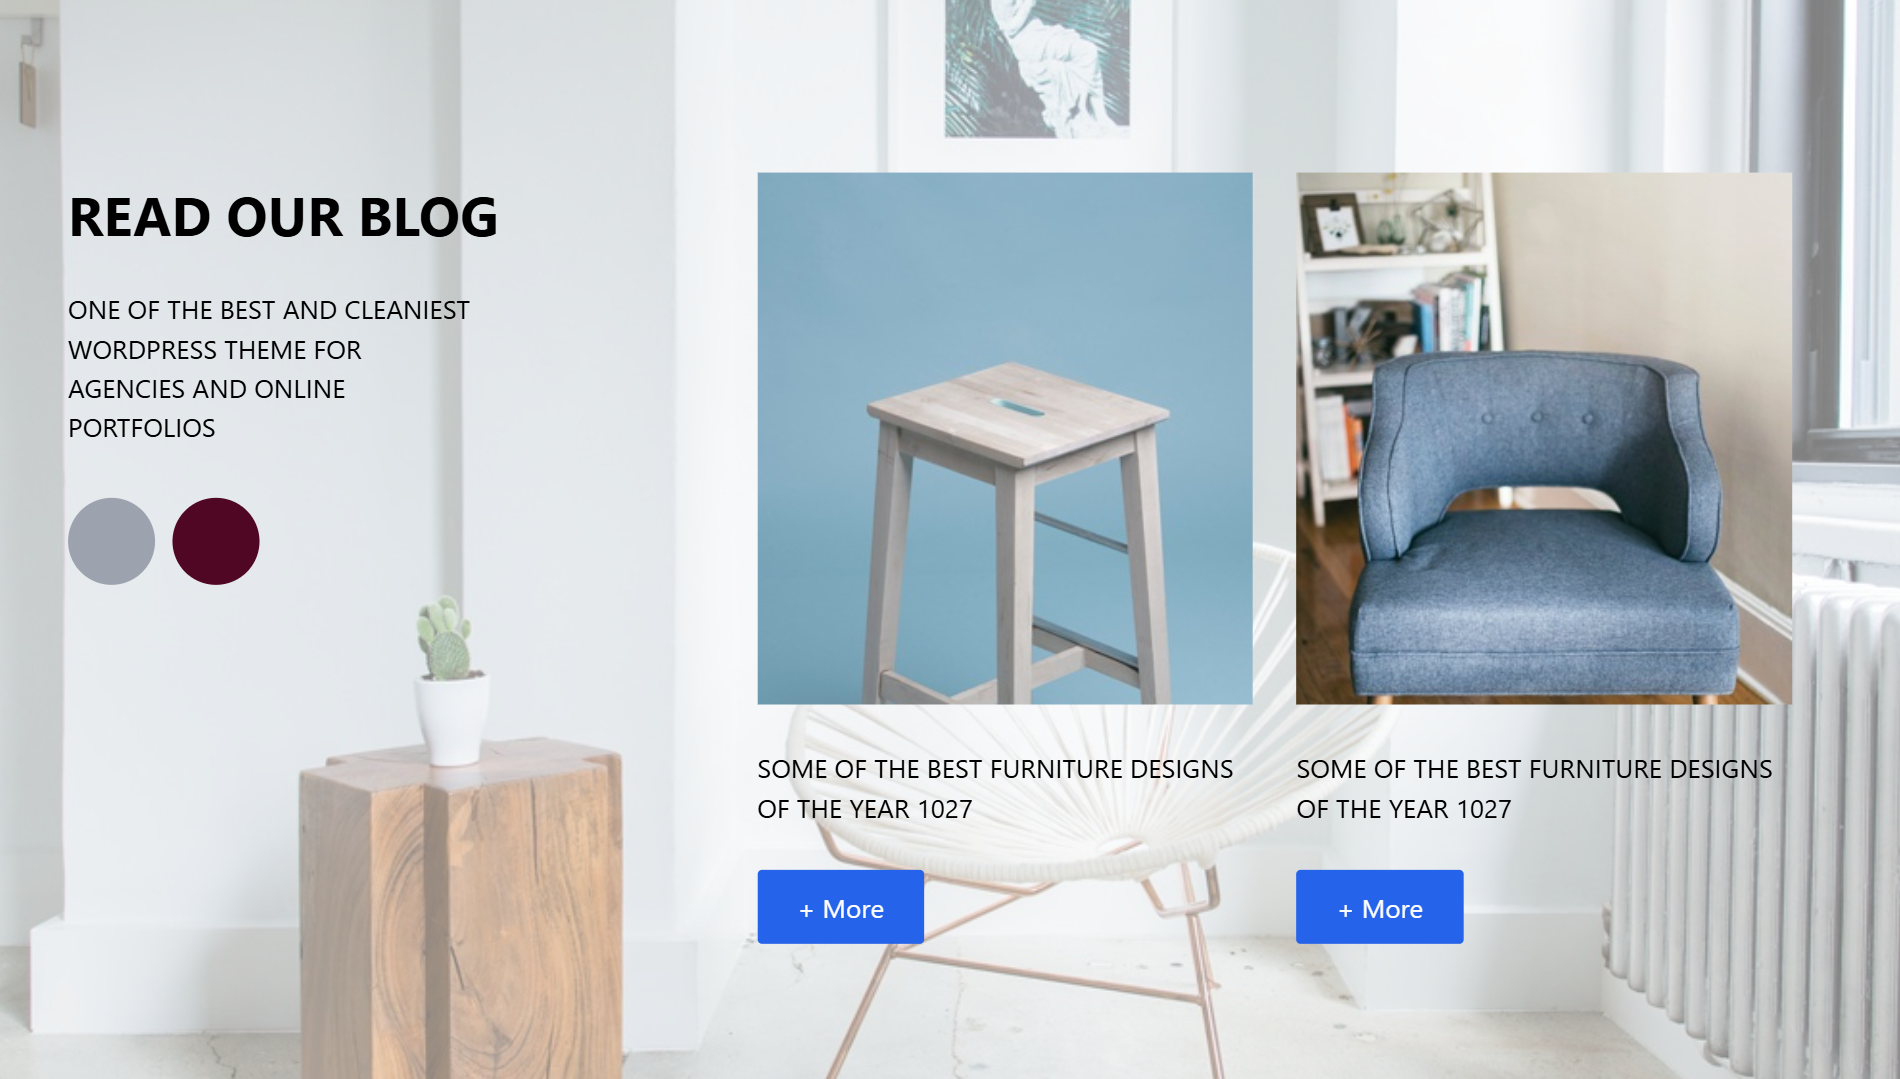 READ OUR BLOG
ONE OF THE BEST AND CLEANIEST
WORDPRESS THEME FOR
AGENCIES AND ONLINE
PORTFOLIOS
SOME OF THE BEST FURNITURE DESIGNS
OF THE YEAR 1027
+ More
SOME OF THE BEST FURNITURE DESIGNS
OF THE YEAR 1027
+ More